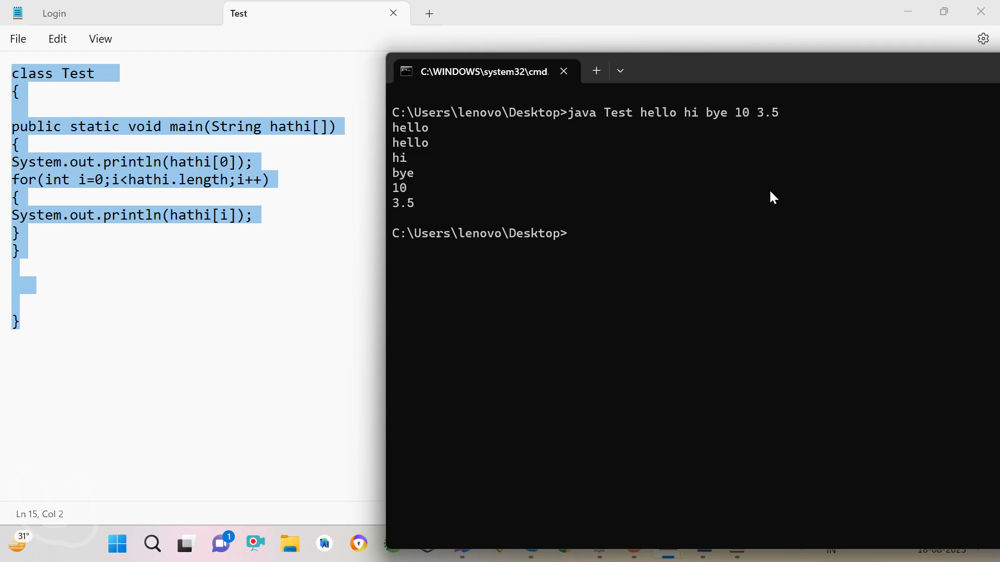 Login
Test
File
Edit
View
class Test
{
public static void main(String hathi[])
{
System.out.println(hathi[0]);
for(int i=0;i<hathi.length;i++)
{
System.out.println(hathi[i]);
}
}
}
Ln 15, Col 2
C:\WINDOWS\system32\cmd.
C:\Users\lenovo\Desktop>java Test hello hi bye 10 3.5
hello
hello
hi
bye
10
3.5
C:\Users\lenovo\Desktop>
31°
1
IN
18-08-2023